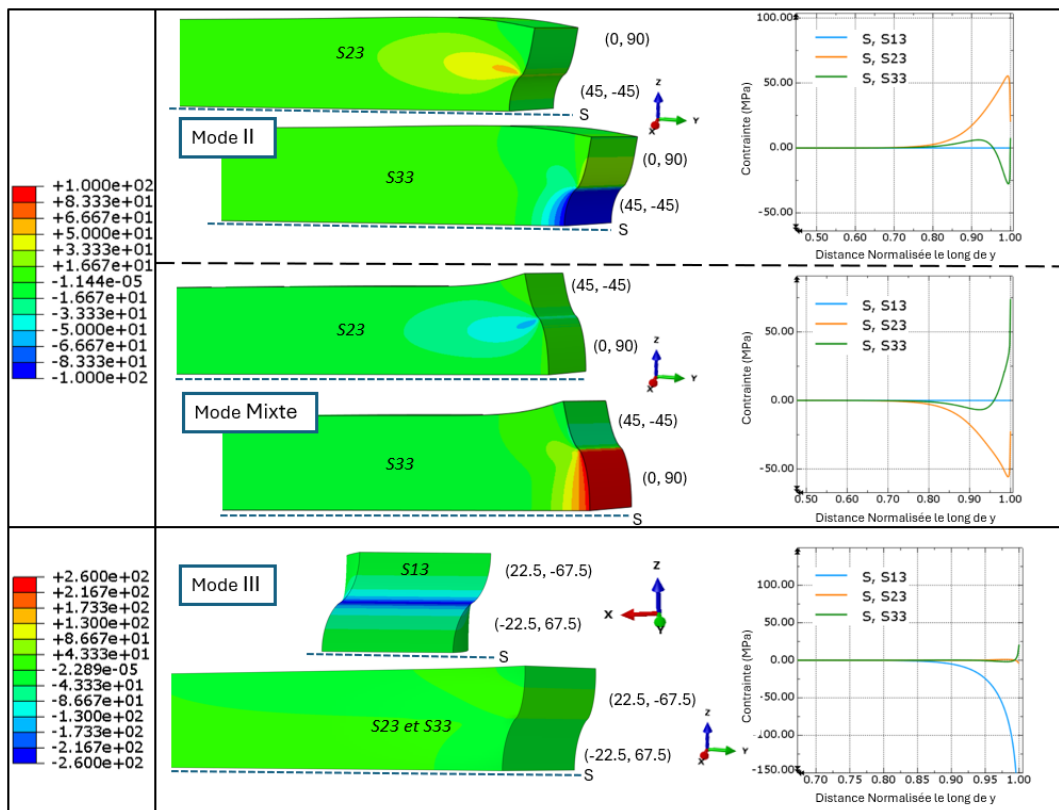 +1.000e+02
+8.333e+01
+6.667e+01
+5.000e+01
+3.333e+01
+1.667e+01
-1.144e-05
-1.667e+01
-3.333e+01
-5.000e+01
-6.667e+01
-8.333e+01
-1.000e+02
S23
(0, 90)
(45, -45)
S
Z
X
Y
Mode II
S33
(0, 90)
(45, -45)
S
Contrainte (MPa)
100.00
50.00
0.00
-50.00
S, S13
S, S23
S, S33
0.50 0.60 0.70 0.80 0.90 1.00
Distance Normalisée le long de y
S23
(45, -45)
(0, 90)
Z
X
Y
Mode Mixte
S33
(45, -45)
(0, 90)
S
Contrainte (MPa)
50.00
0.00
-50.00
S, S13
S, S23
S, S33
0.50 0.60 0.70 0.80 0.90 1.00
Distance Normalisée le long de y
+2.600e+02
+2.167e+02
+1.733e+02
+1.300e+02
+8.667e+01
+4.333e+01
-2.289e-05
-4.333e+01
-8.667e+01
-1.300e+02
-1.733e+02
-2.167e+02
-2.600e+02
Mode III
S13
(22.5, -67.5)
(-22.5, 67.5)
S
Z
X
Y
S23 et S33
(22.5, -67.5)
(-22.5, 67.5)
S
Z
X
Y
Contrainte (MPa)
100.00
50.00
0.00
-50.00
-100.00
-150.00
S, S13
S, S23
S, S33
0.70 0.75 0.80 0.85 0.90 0.95 1.00
Distance Normalisée le long de y